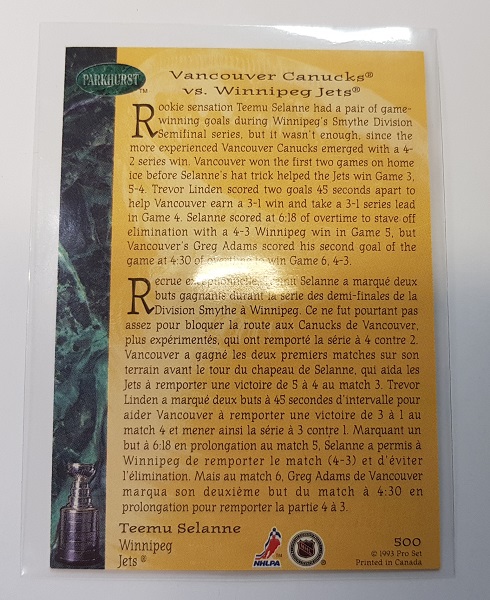 PARKHURST
TM
Vancouver Canucks®
vs. Winnipeg Jets®
Rookie sensation Teemu Selanne had a pair of game-
winning goals during Winnipeg's Smythe Division
Semifinal series, but it wasn't enough, since
the more experienced Vancouver Canucks emerged with a 4-
2 series win. Vancouver won the first two games on home
ice before Selanne's hat trick helped the Jets win Game 3,
5-4. Trevor Linden scored two goals 45 seconds apart to
help Vancouver earn a 3-1 win and take a 3-1 series lead
in Game 4. Selanne scored at 6:18 of overtime to stave off
elimination with a 4-3 Winnipeg win in Game 5, but
Vancouver's Greg Adams scored his second goal of the
game at 4:30 of overtime to win Game 6, 4-3.
Recrue exceptionnelle, Teemu Selanne a marqué deux
buts gagnants durant la série des demi-finales de la
Division Smythe à Winnipeg. Ce ne fut pourtant pas
assez pour bloquer la route aux Canucks de Vancouver,
plus expérimentés, qui ont remporté la série 4 contre 2.
Vancouver a gagné les deux premiers matches sur son
terrain avant le tour du chapeau de Selanne, qui aida les
Jets à remporter une victoire de 5 à 4 au match 3. Trevor
Linden a marqué deux buts à 45 secondes d'intervalle pour
aider Vancouver à remporter une victoire de 3 à 1 au
match 4 et mener ainsi la série à 3 contre 1. Marquant un
but à 6:18 en prolongation au match 5, Selanne a permis à
Winnipeg de remporter le match (4-3) et d'éviter
l'élimination. Mais au match 6, Greg Adams de Vancouver
marqua son deuxième but du match à 4:30 en
prolongation pour remporter la partie 4 à 3.
Teemu Selanne
Winnipeg
Jets®
NHLPA
500
© 1993 Pro Set
Printed in Canada